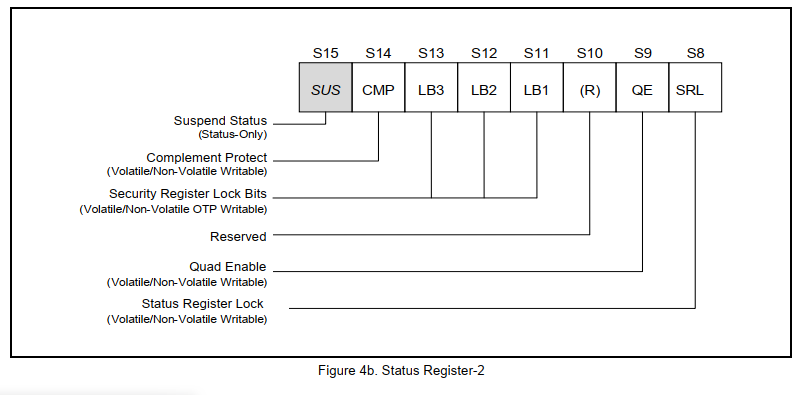 S15 S14 S13 S12 S11 S10 S9 S8
SUS CMP LB3 LB2 LB1 (R) QE SRL
Suspend Status
(Status-Only)
Complement Protect
(Volatile/Non-Volatile Writable)
Security Register Lock Bits
(Volatile/Non-Volatile OTP Writable)
Reserved
Quad Enable
(Volatile/Non-Volatile Writable)
Status Register Lock
(Volatile/Non-Volatile Writable)
Figure 4b. Status Register-2